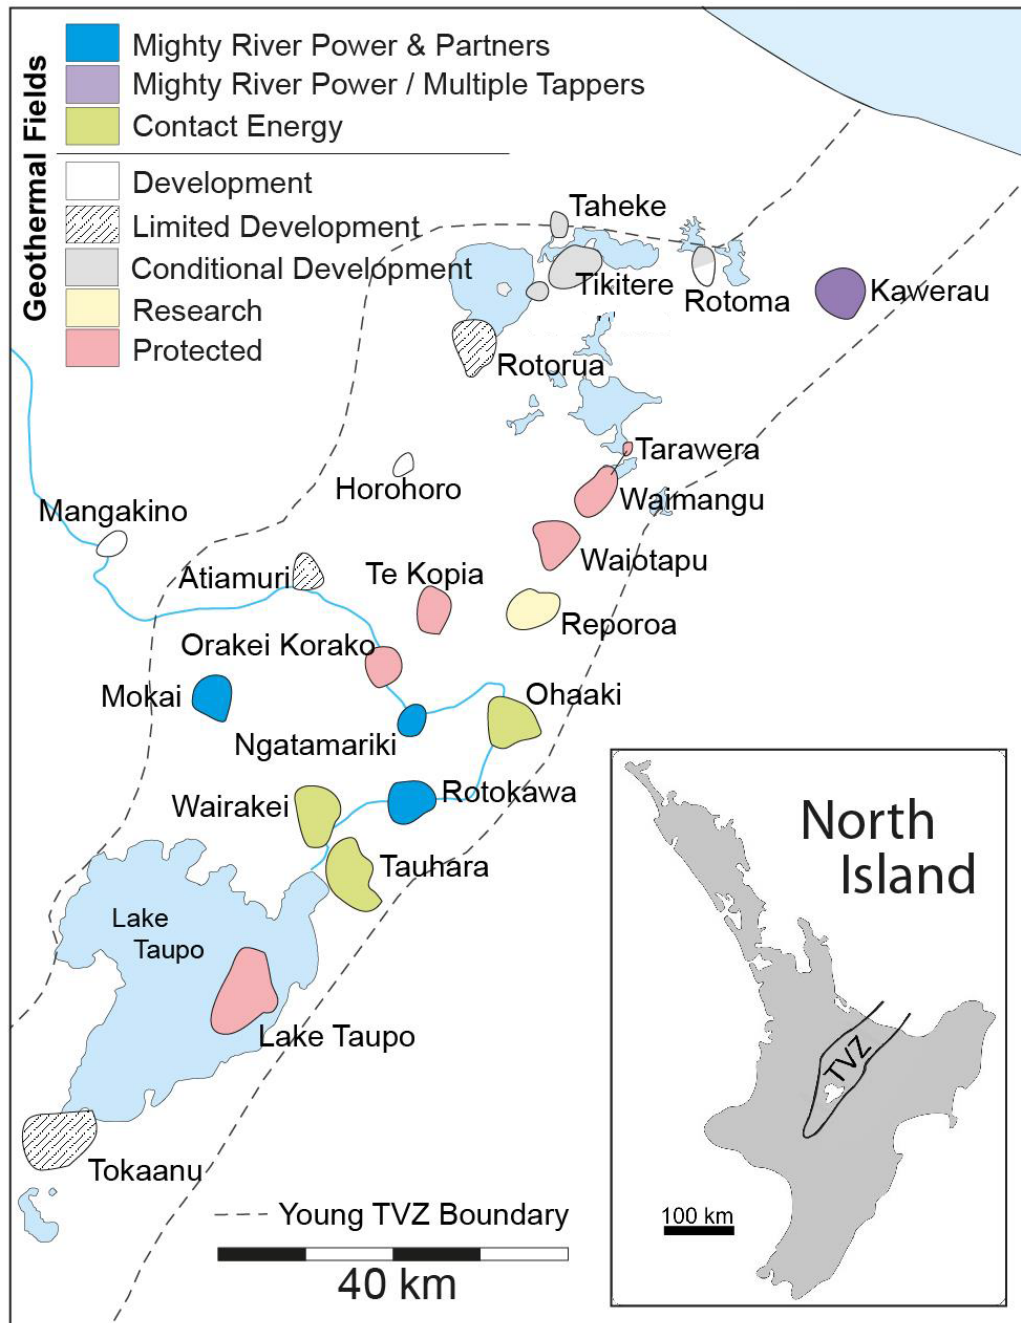 Geothermal Fields
Mighty River Power & Partners
Mighty River Power / Multiple Tappers
Contact Energy
Development
Limited Development
Conditional Development
Research
Protected
Taheke
Tikitere
Rotoma
Kawerau
Rotorua
Tarawera
Horohoro
Waimangu
Mangakino
Waiotapu
Atiamuri
Te Kopia
Reporoa
Orakei Korako
Mokai
Ohaaki
Ngatamariki
Wairakei
Rotokawa
Tauhara
Lake
Taupo
Lake Taupo
Tokaanu
Young TVZ Boundary
40 km
North
Island
TVZ
100 km